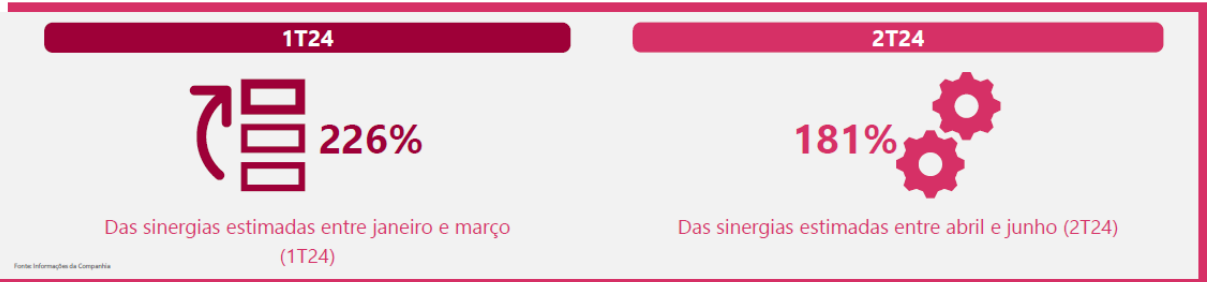 1T24
2T24
226%
181%
Das sinergias estimadas entre janeiro e março
(1T24)
Das sinergias estimadas entre abril e junho (2T24)
Fonte: Informações da Companhia